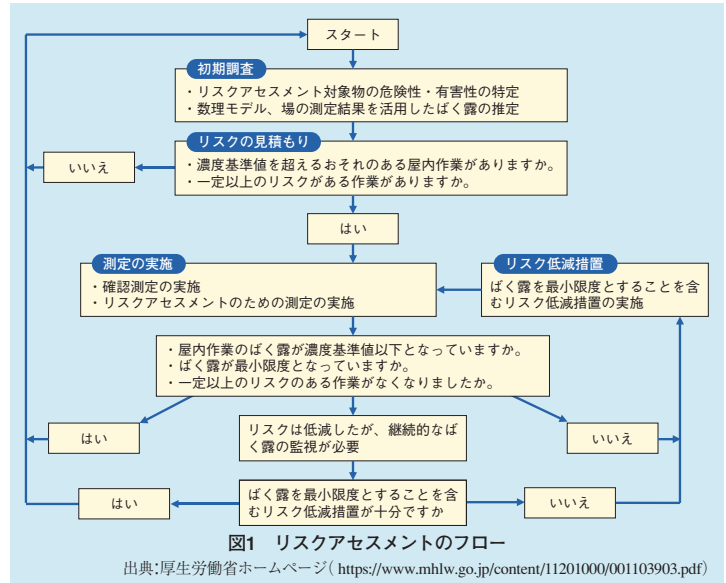 スタート
初期調査
・リスクアセスメント対象物の危険性・有害性の特定
・数理モデル、場の測定結果を活用したばく露の推定
リスクの見積もり
・濃度基準値を超えるおそれのある屋内作業がありますか。
・一定以上のリスクがある作業がありますか。
いいえ
はい
測定の実施
・確認測定の実施
・リスクアセスメントのための測定の実施
リスク低減措置
ばく露を最小限度とすることを含
むリスク低減措置の実施
・屋内作業のばく露が濃度基準値以下となっていますか。
・ばく露が最小限度となっていますか。
・一定以上のリスクのある作業がなくなりましたか。
はい
リスクは低減したが、継続的なば
く露の監視が必要
いいえ
はい
ばく露を最小限度とすることを含
むリスク低減措置が十分ですか
いいえ
図1 リスクアセスメントのフロー
出典:厚生労働省ホームページ( https://www.mhlw.go.jp/content/11201000/001103903.pdf)